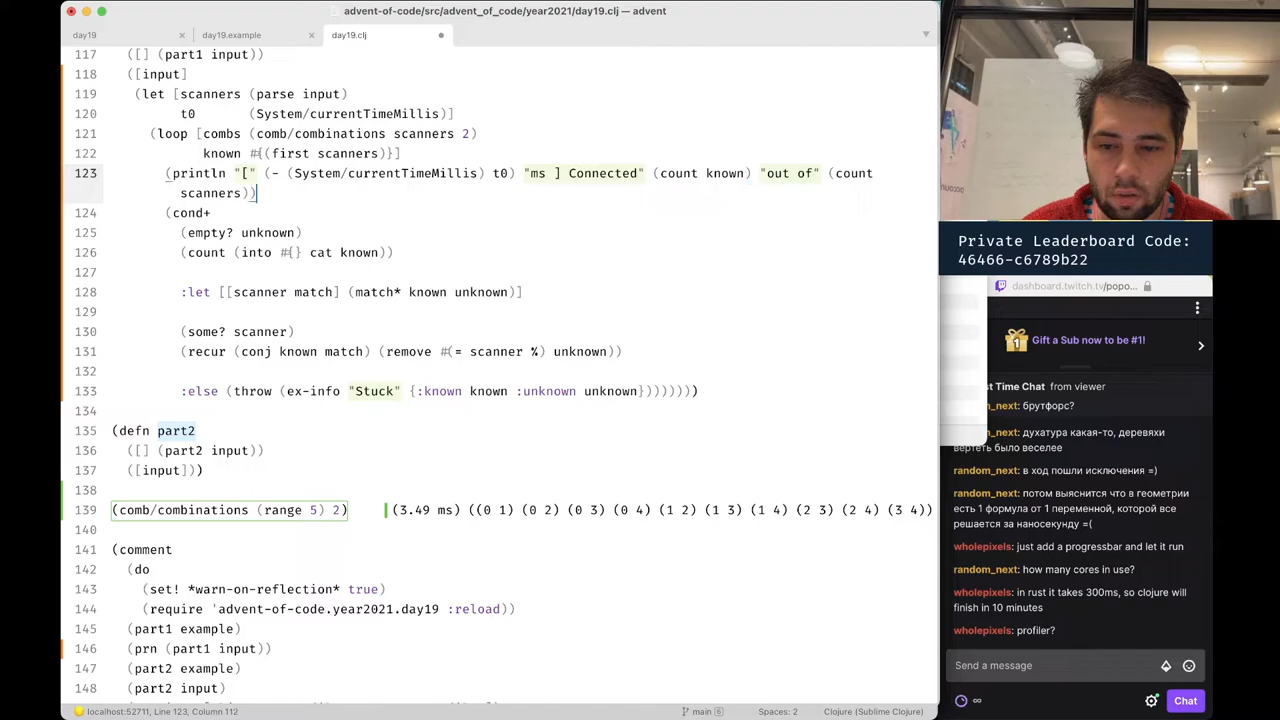 advent-of-code/src/advent_of_code/year2021/day19.clj — advent
day19
day19.example
day19.clj
117 ([] (part1 input))
118 ([input]
119 (let [scanners (parse input)
120 t0 (System/currentTimeMillis)]
121 (loop [combs (comb/combinations scanners 2)
122 known #{(first scanners)}]
123 (println "[" (- (System/currentTimeMillis) t0) "ms ] Connected" (count known) "out of" (count
scanners))
124 (cond+
125 (empty? unknown)
126 (count (into #{} cat known))
127
128 :let [[scanner match] (match* known unknown)]
129
130 (some? scanner)
131 (recur (conj known match) (remove #(= scanner %) unknown))
132
133 :else (throw (ex-info "Stuck" {:known known :unknown unknown})))))))
134
135 (defn part2
136 ([] (part2 input))
137 ([input]))
138
139 (comb/combinations (range 5) 2) (3.49 ms) ((0 1) (0 2) (0 3) (0 4) (1 2) (1 3) (1 4) (2 3) (2 4) (3 4))
140
141 (comment
142 (do
143 (set! *warn-on-reflection* true)
144 (require 'advent-of-code.year2021.day19 :reload))
145 (part1 example)
146 (prn (part1 input))
147 (part2 example)
148 (part2 input)
localhost:52711, Line 123, Column 112
main 6
Spaces: 2
Clojure (Sublime Clojure)
Private Leaderboard Code:
46466-c6789b22
dashboard.twitch.tv/popo...
1
Gift a Sub now to be #1!
st Time Chat from viewer
m_next: брутфорс?
m_next: духатура какая-то, деревяхи
вертеть было веселее
random_next: в ход пошли исключения =)
random_next: потом выяснится что в геометрии
есть 1 формула от 1 переменной, которой все
решается за наносекунду =(
wholepixels: just add a progressbar and let it run
random_next: how many cores in use?
wholepixels: in rust it takes 300ms, so clojure will
finish in 10 minutes
wholepixels: profiler?
Send a message
∞
Chat